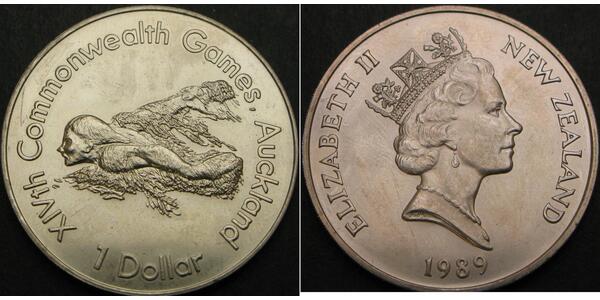 XIVth Commonwealth Games, Auckland
1 Dollar
ELIZABETH II
NEW ZEALAND
1989